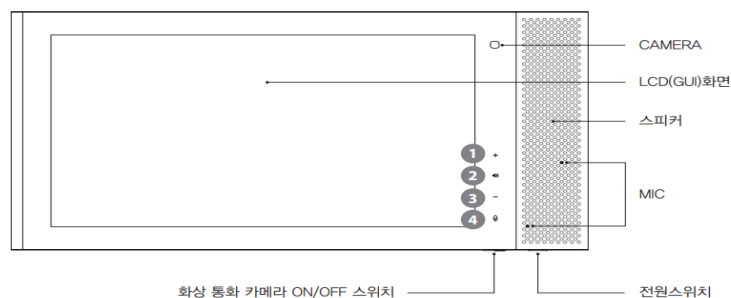 CAMERA
LCD(GUI)화면
스피커
1 +
2
3 -
4
MIC
화상 통화 카메라 ON/OFF 스위치
전원스위치